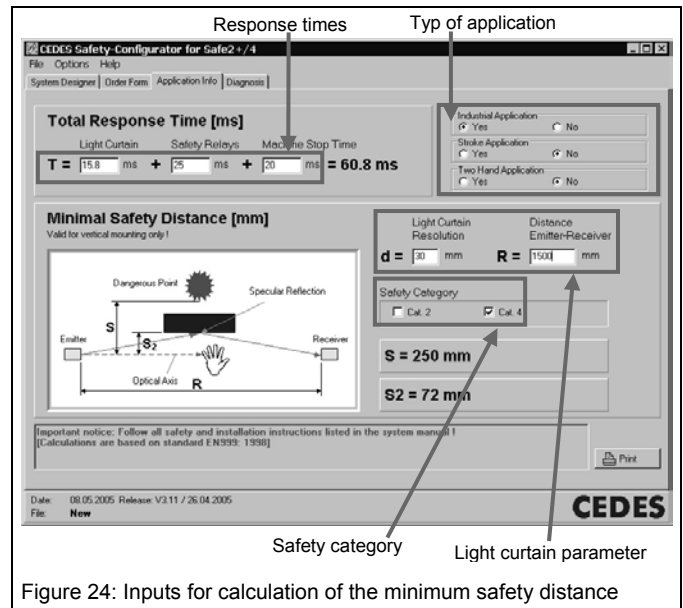 Response times
Typ of application
CEDES Safety-Configurator for Safe2+/4
File Options Help
System Designer Order Form Application Info Diagnosis
Total Response Time [ms]
Light Curtain Safety Relays Machine Stop Time
T = 15.8 ms + 25 ms + 20 ms = 60.8 ms
Industrial Application
Yes No
Stroke Application
Yes No
Two Hand Application
Yes No
Minimal Safety Distance [mm]
Valid for vertical mounting only !
Light Curtain Resolution
Distance Emitter-Receiver
d = 30 mm R = 1500 mm
Dangerous Point
Specular Reflection
S
S2
Emitter
Receiver
Optical Axis
R
Safety Category
Cat. 2 Cat. 4
S = 250 mm
S2 = 72 mm
Important notice: Follow all safety and installation instructions listed in the system manual !
[Calculations are based on standard EN999: 1998]
Print
Date: 08.05.2005 Release: V3.11 / 26.04.2005
File: New
CEDES
Safety category
Light curtain parameter
Figure 24: Inputs for calculation of the minimum safety distance